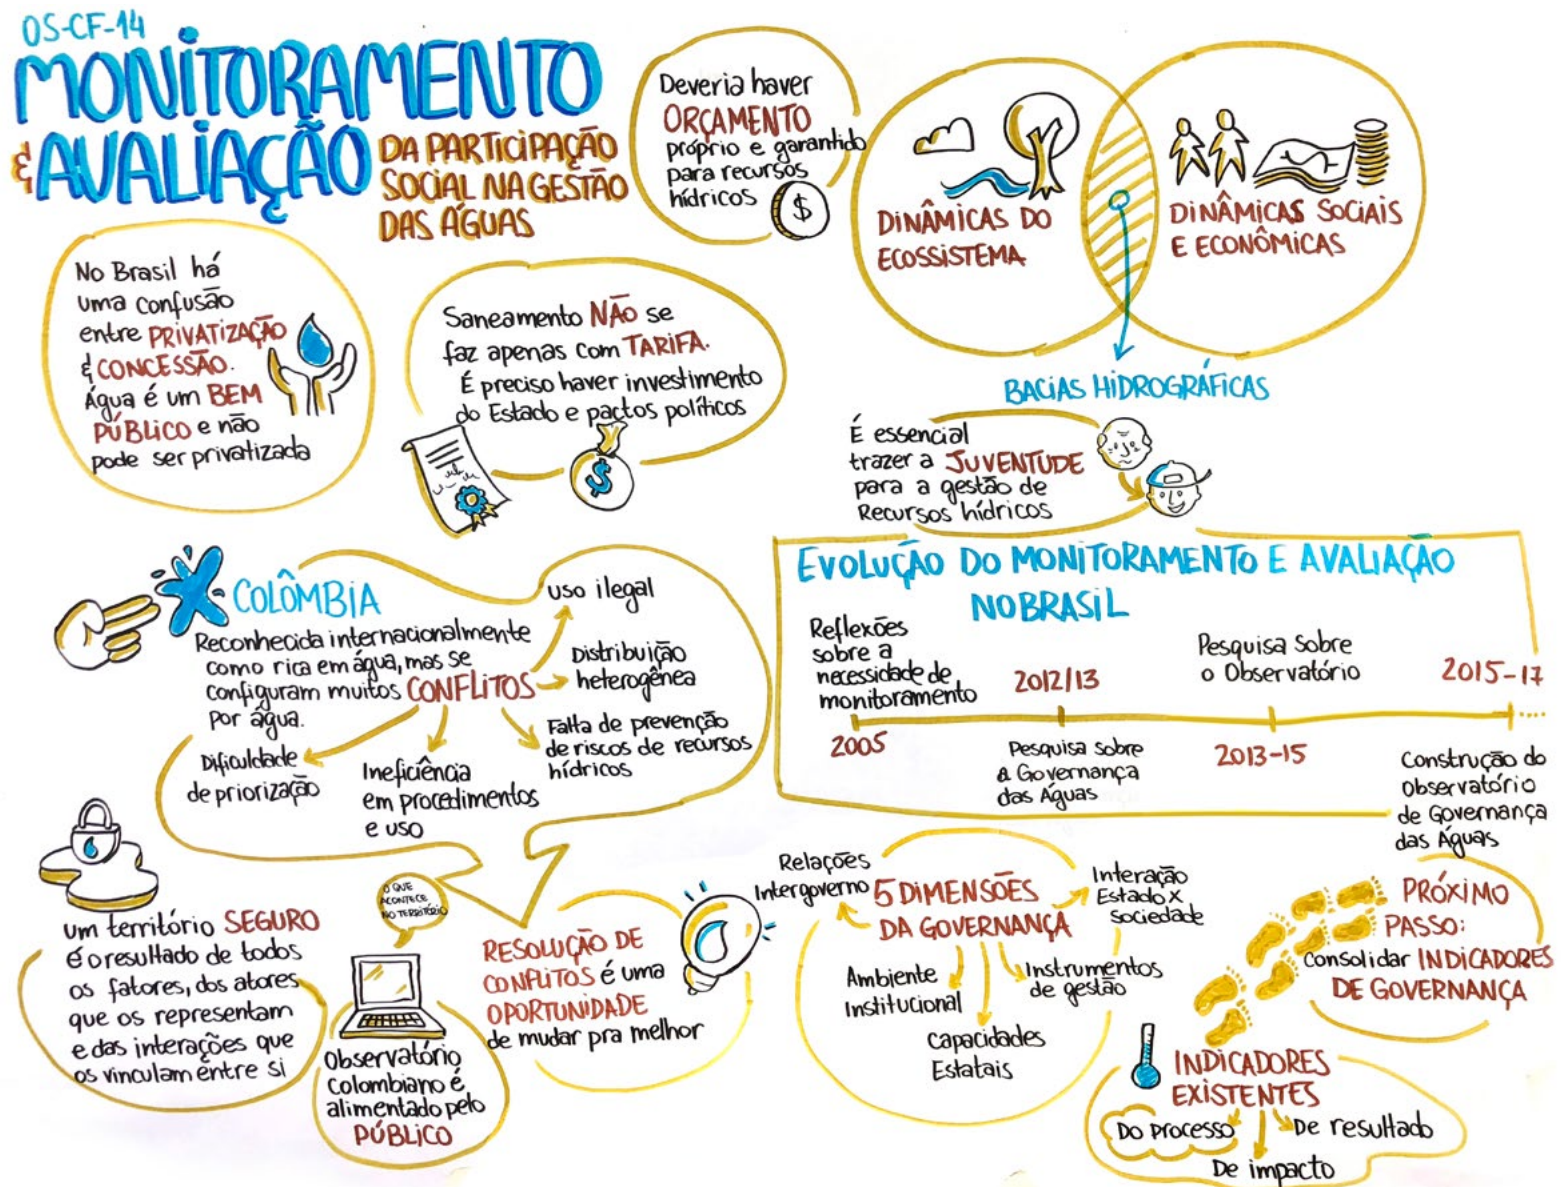 OS-CF-14
MONITORAMENTO
& AVALIAÇÃO
DA PARTICIPAÇÃO
SOCIAL NA GESTÃO
DAS ÁGUAS
Deveria haver
ORÇAMENTO
próprio e garantido
para recursos
hídricos
$
DINÂMICAS DO
ECOSSISTEMA
DINÂMICAS SOCIAIS
E ECONÔMICAS
BACIAS HIDROGRÁFICAS
No Brasil há
uma confusão
entre PRIVATIZAÇÃO
& CONCESSÃO.
Água é um BEM
PÚBLICO e não
pode ser privatizada
Saneamento NÃO se
faz apenas com TARIFA.
É preciso haver investimento
do Estado e pactos políticos
$
É essencial
trazer a JUVENTUDE
para a gestão de
Recursos hídricos
COLÔMBIA
Reconhecida internacionalmente
como rica em água, mas se
configuram muitos CONFLITOS
por água.
uso ilegal
Distribuição
heterogênea
Falta de prevenção
de riscos de recursos
hídricos
Ineficiência
em procedimentos
e uso
Dificuldade
de priorização
EVOLUÇÃO DO MONITORAMENTO E AVALIAÇÃO
NO BRASIL
Reflexões
sobre a
necessidade de
monitoramento
2005
2012/13
Pesquisa sobre
a Governança
das Águas
Pesquisa sobre
o Observatório
2013-15
2015-17
Construção do
observatório
de Governança
das Águas
um território SEGURO
é o resultado de todos
os fatores, dos atores
que os representam
e das interações que
os vinculam entre si
O QUE
ACONTECE
NO TERRITÓRIO
Observatório
colombiano é
alimentado pelo
PÚBLICO
RESOLUÇÃO DE
CONFLITOS é uma
OPORTUNIDADE
de mudar pra melhor
5 DIMENSÕES
DA GOVERNANÇA
Relações
Intergoverno
Interação
Estado x
Sociedade
Ambiente
Institucional
Instrumentos
de gestão
Capacidades
Estatais
PRÓXIMO
PASSO:
consolidar INDICADORES
DE GOVERNANÇA
INDICADORES
EXISTENTES
Do Processo
De resultado
De impacto